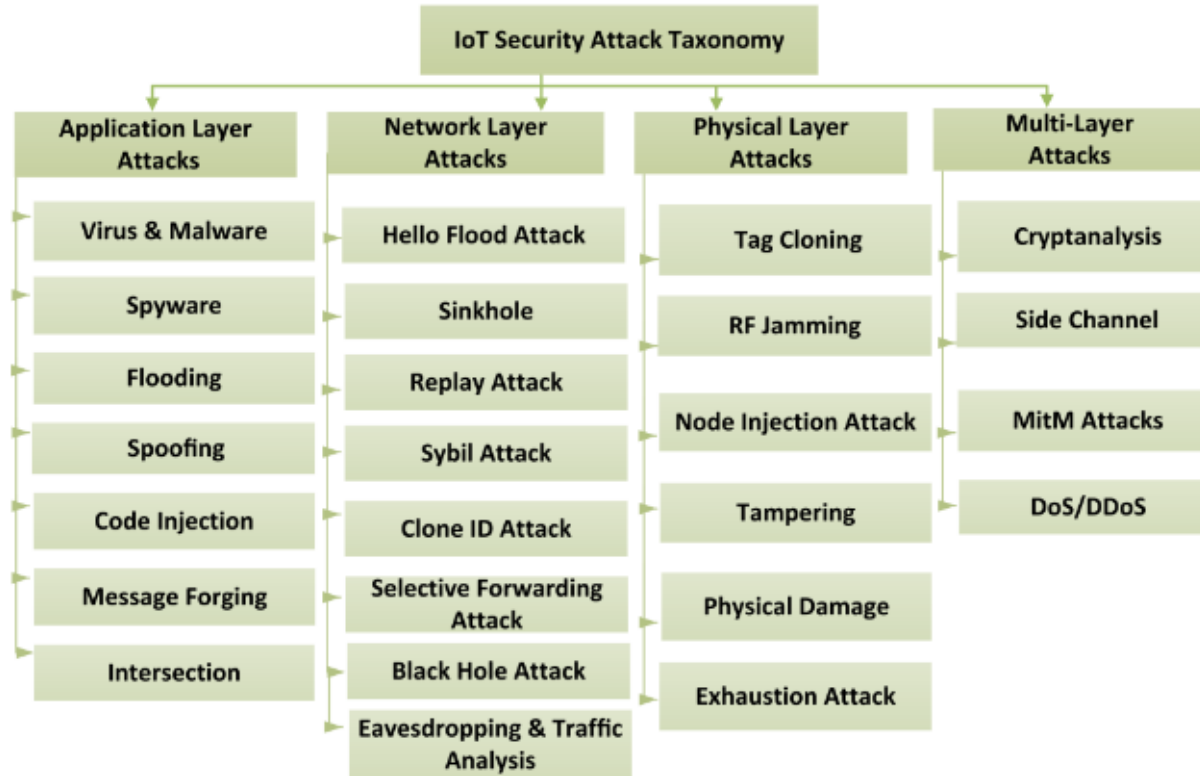 IoT Security Attack Taxonomy
Application Layer
Attacks
Virus & Malware
Spyware
Flooding
Spoofing
Code Injection
Message Forging
Intersection
Network Layer
Attacks
Hello Flood Attack
Sinkhole
Replay Attack
Sybil Attack
Clone ID Attack
Selective Forwarding
Attack
Black Hole Attack
Eavesdropping & Traffic
Analysis
Physical Layer
Attacks
Tag Cloning
RF Jamming
Node Injection Attack
Tampering
Physical Damage
Exhaustion Attack
Multi-Layer
Attacks
Cryptanalysis
Side Channel
MitM Attacks
DoS/DDoS